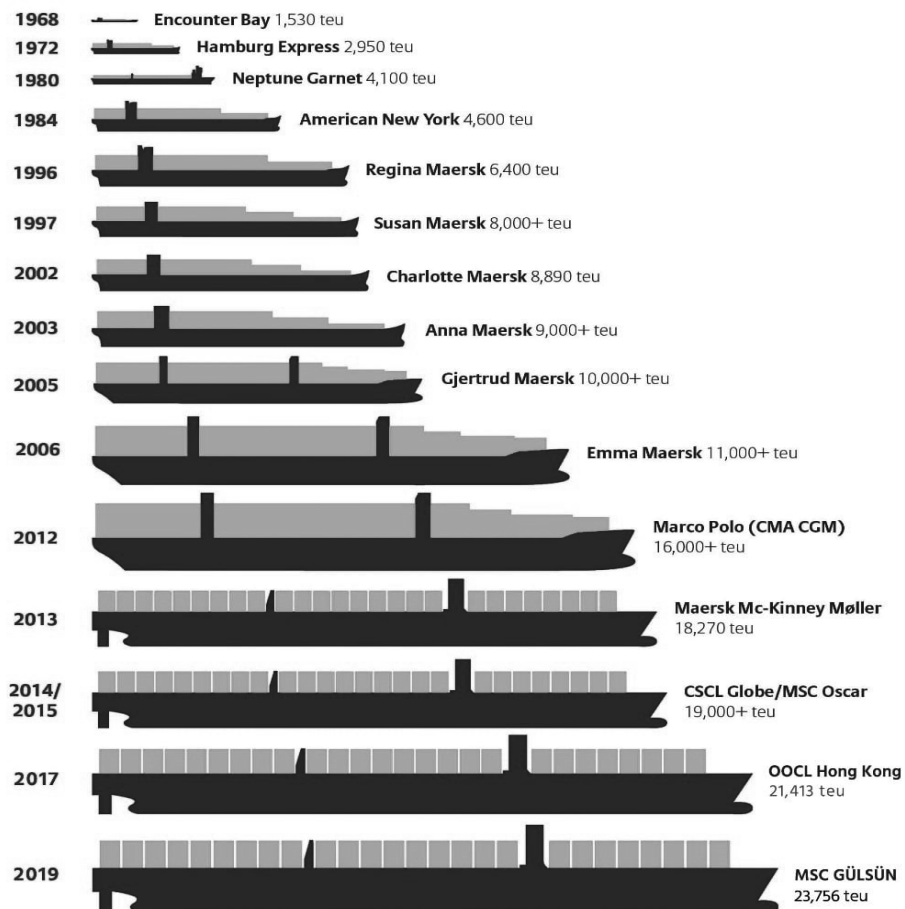 1968 Encounter Bay 1,530 teu
1972 Hamburg Express 2,950 teu
1980 Neptune Garnet 4,100 teu
1984 American New York 4,600 teu
1996 Regina Maersk 6,400 teu
1997 Susan Maersk 8,000+ teu
2002 Charlotte Maersk 8,890 teu
2003 Anna Maersk 9,000+ teu
2005 Gjertrud Maersk 10,000+ teu
2006 Emma Maersk 11,000+ teu
2012 Marco Polo (CMA CGM)
16,000+ teu
2013 Maersk Mc-Kinney Møller
18,270 teu
2014/ CSCL Globe/MSC Oscar
2015 19,000+ teu
2017 OOCL Hong Kong
21,413 teu
2019 MSC GÜLSÜN
23,756 teu